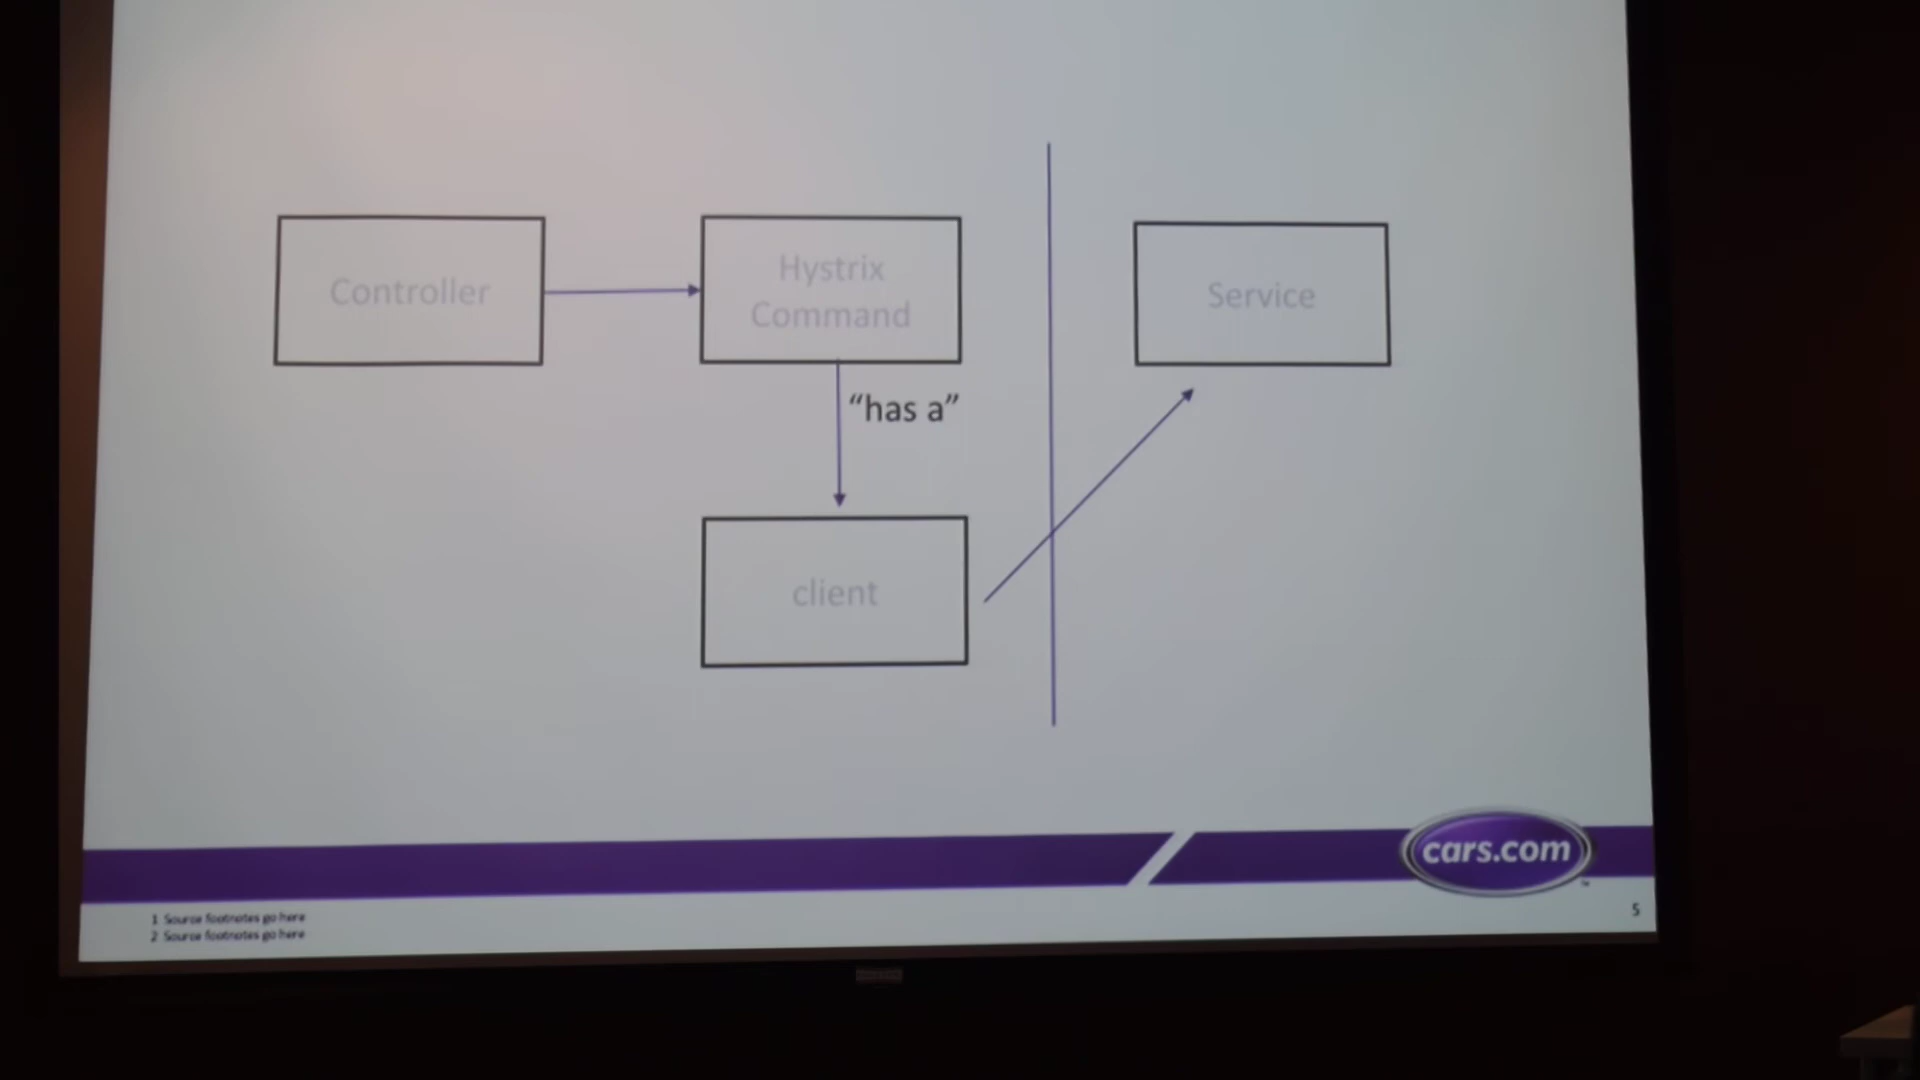 Controller
Hystrix
Command
Service
“has a”
client
cars.com
1 Source footnotes go here
2 Source footnotes go here
5